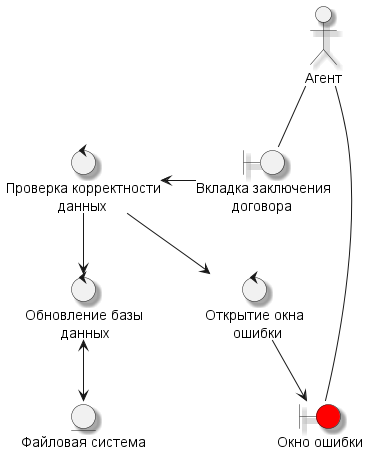 Агент
Проверка корректности
данных
Вкладка заключения
договора
Обновление базы
данных
Открытие окна
ошибки
Файловая система
Окно ошибки